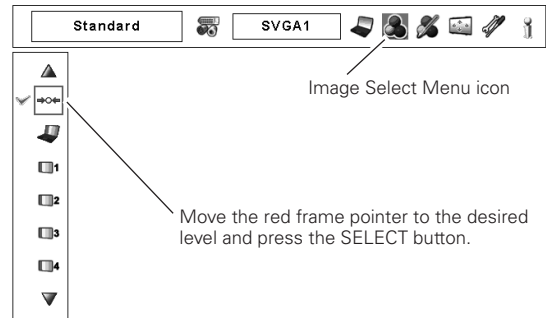 Standard
SVGA1
Image Select Menu icon
1
2
Move the red frame pointer to the desired
level and press the SELECT button.
3
4